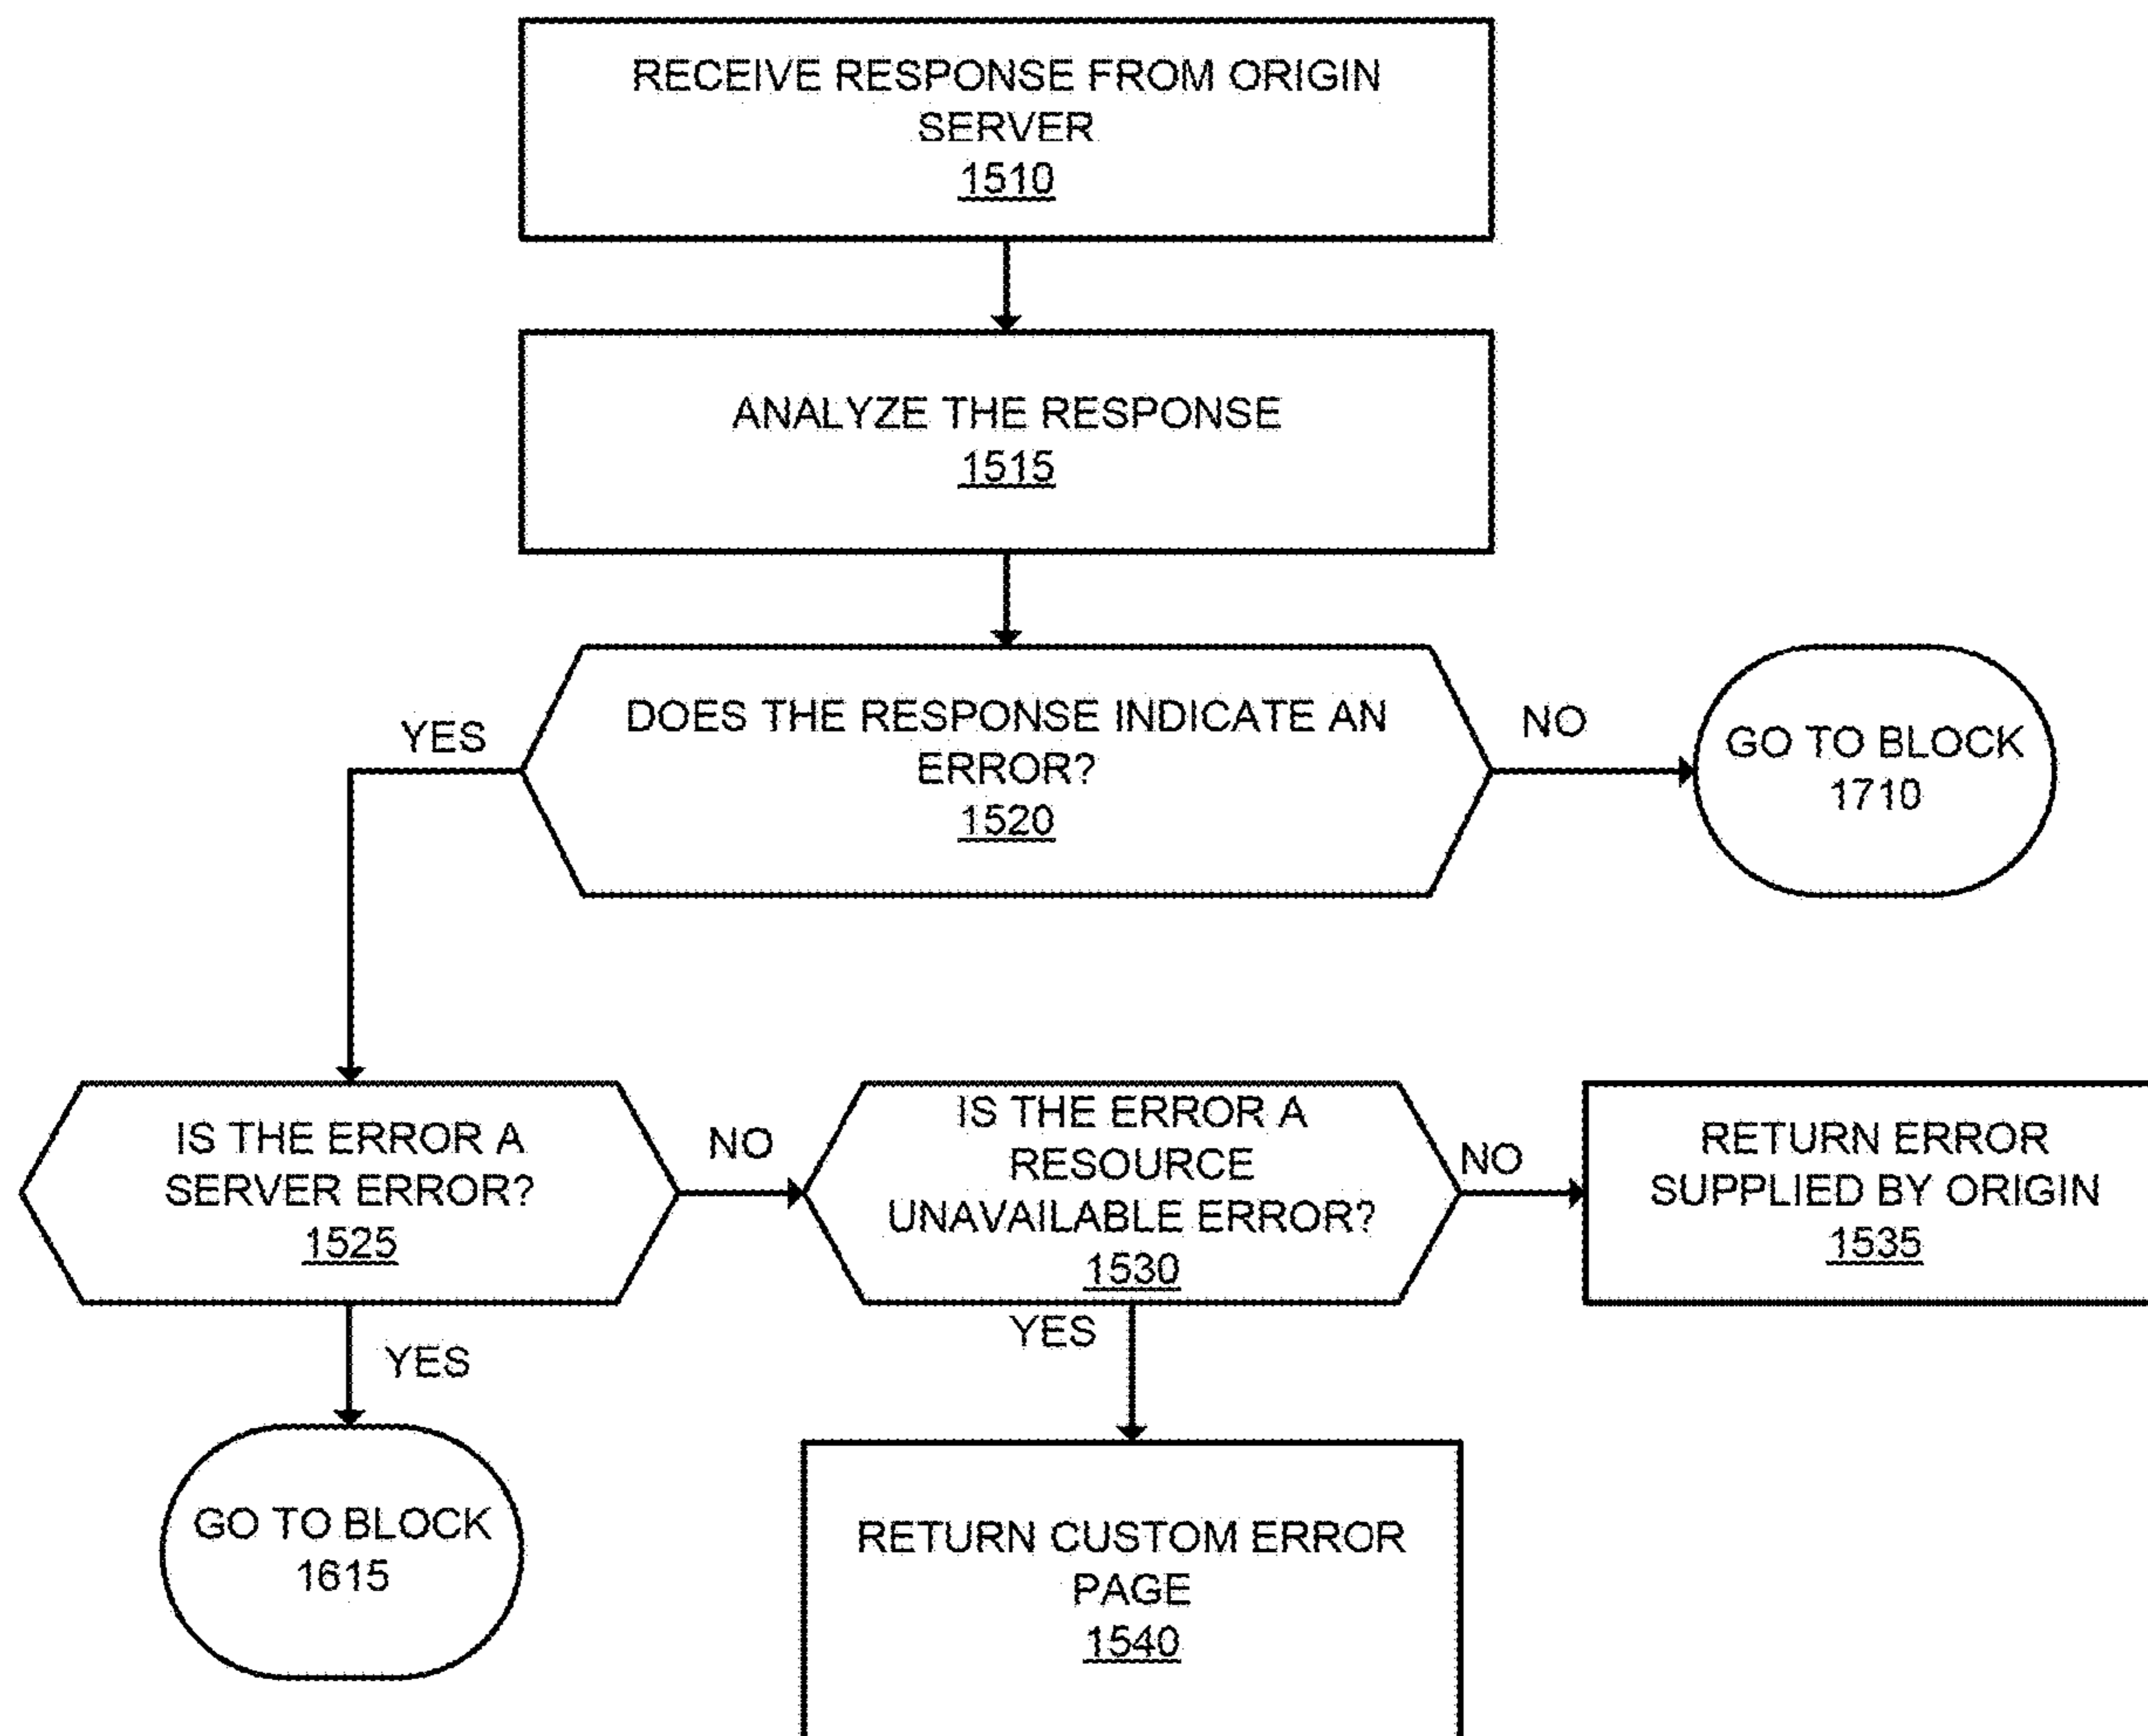 RECEIVE RESPONSE FROM ORIGIN
SERVER
1510
ANALYZE THE RESPONSE
1515
YES
DOES THE RESPONSE INDICATE AN
ERROR?
1520
NO
GO TO BLOCK
1710
IS THE ERROR A
SERVER ERROR?
1525
NO
IS THE ERROR A
RESOURCE
UNAVAILABLE ERROR?
1530
NO
RETURN ERROR
SUPPLIED BY ORIGIN
1535
YES
YES
GO TO BLOCK
1615
RETURN CUSTOM ERROR
PAGE
1540